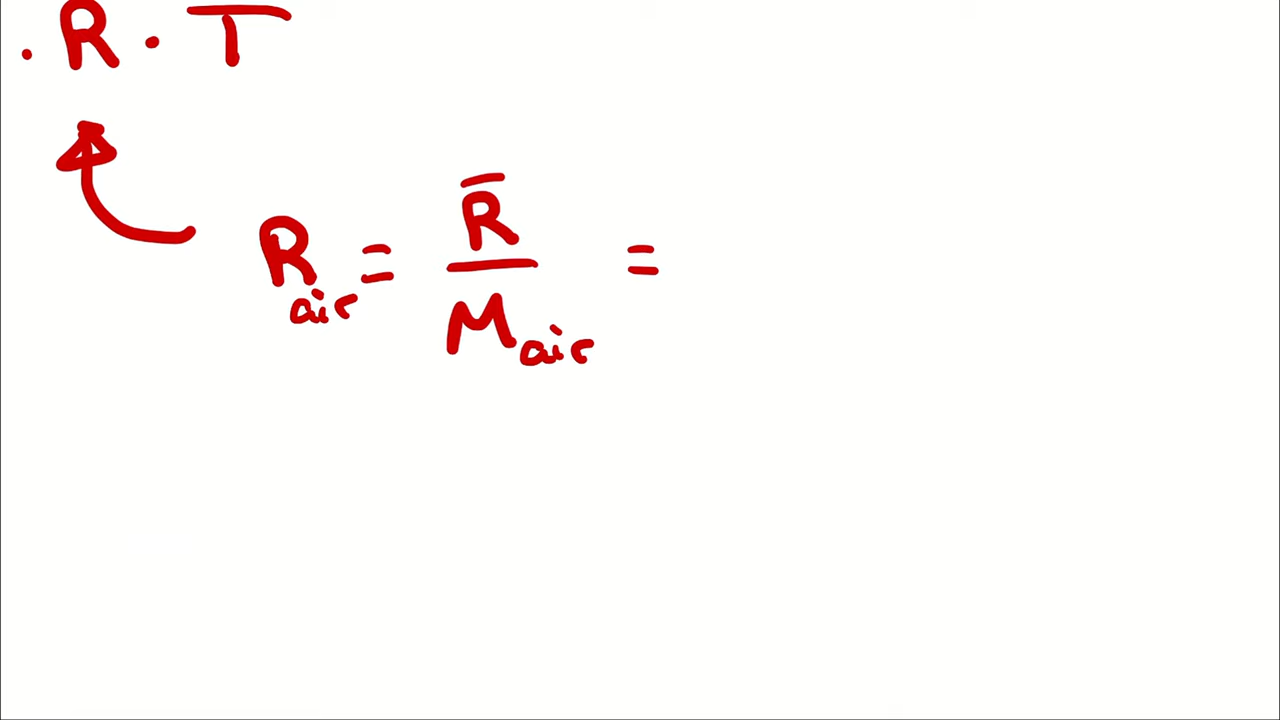 . R · T
R_air = R̄ / M_air =